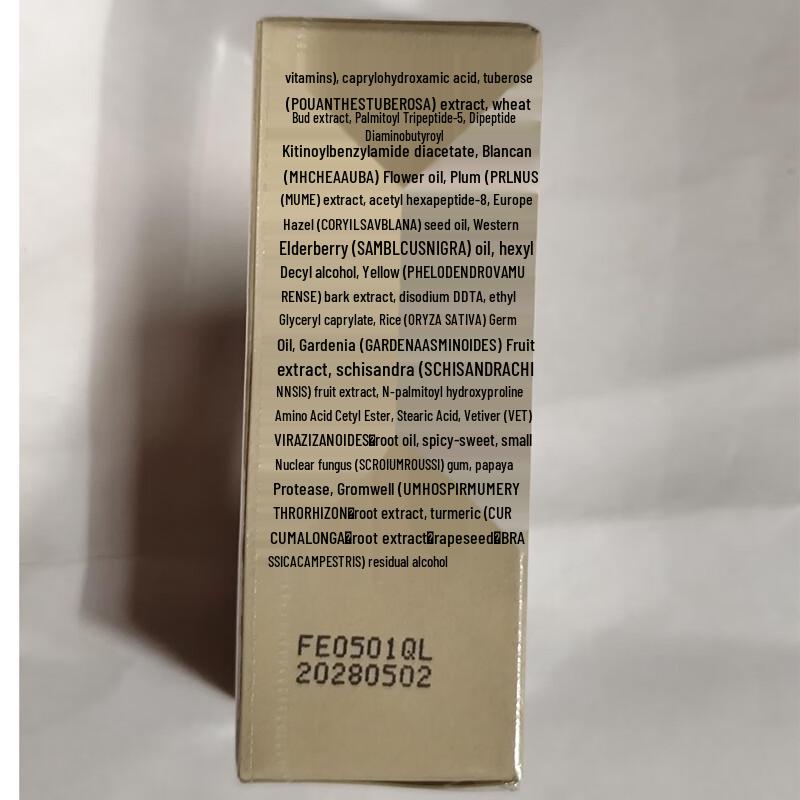 vitamins), caprylohydroxamic acid, tuberose
(POUANTHESTUBEROSA) extract, wheat
Bud extract, Palmitoyl Tripeptide-5, Dipeptide
Diaminobutyroyl
Kitinoylbenzylamide diacetate, Blancan
(MHCHEAAUBA) Flower oil, Plum (PRLNUS
(MUME) extract, acetyl hexapeptide-8, Europe
Hazel (CORYILSAVBLANA) seed oil, Western
Elderberry (SAMBLCUSNIGRA) oil, hexyl
Decyl alcohol, Yellow (PHELODENDROVAMU
RENSE) bark extract, disodium DDTA, ethyl
Glyceryl caprylate, Rice (ORYZA SATIVA) Germ
Oil, Gardenia (GARDENAASMINOIDES) Fruit
extract, schisandra (SCHISANDRACHI
NNSIS) fruit extract, N-palmitoyl hydroxyproline
Amino Acid Cetyl Ester, Stearic Acid, Vetiver (VET)
VIRAZIZANOIDES root oil, spicy-sweet, small
Nuclear fungus (SCROIUMROUSSI) gum, papaya
Protease, Gromwell (UMHOSPIRMUMERY
THRORHIZON root extract, turmeric (CUR
CUMALONGA root extract rapeseed BRA
SSICACAMPESTRIS) residual alcohol
FE0501QL
20280502